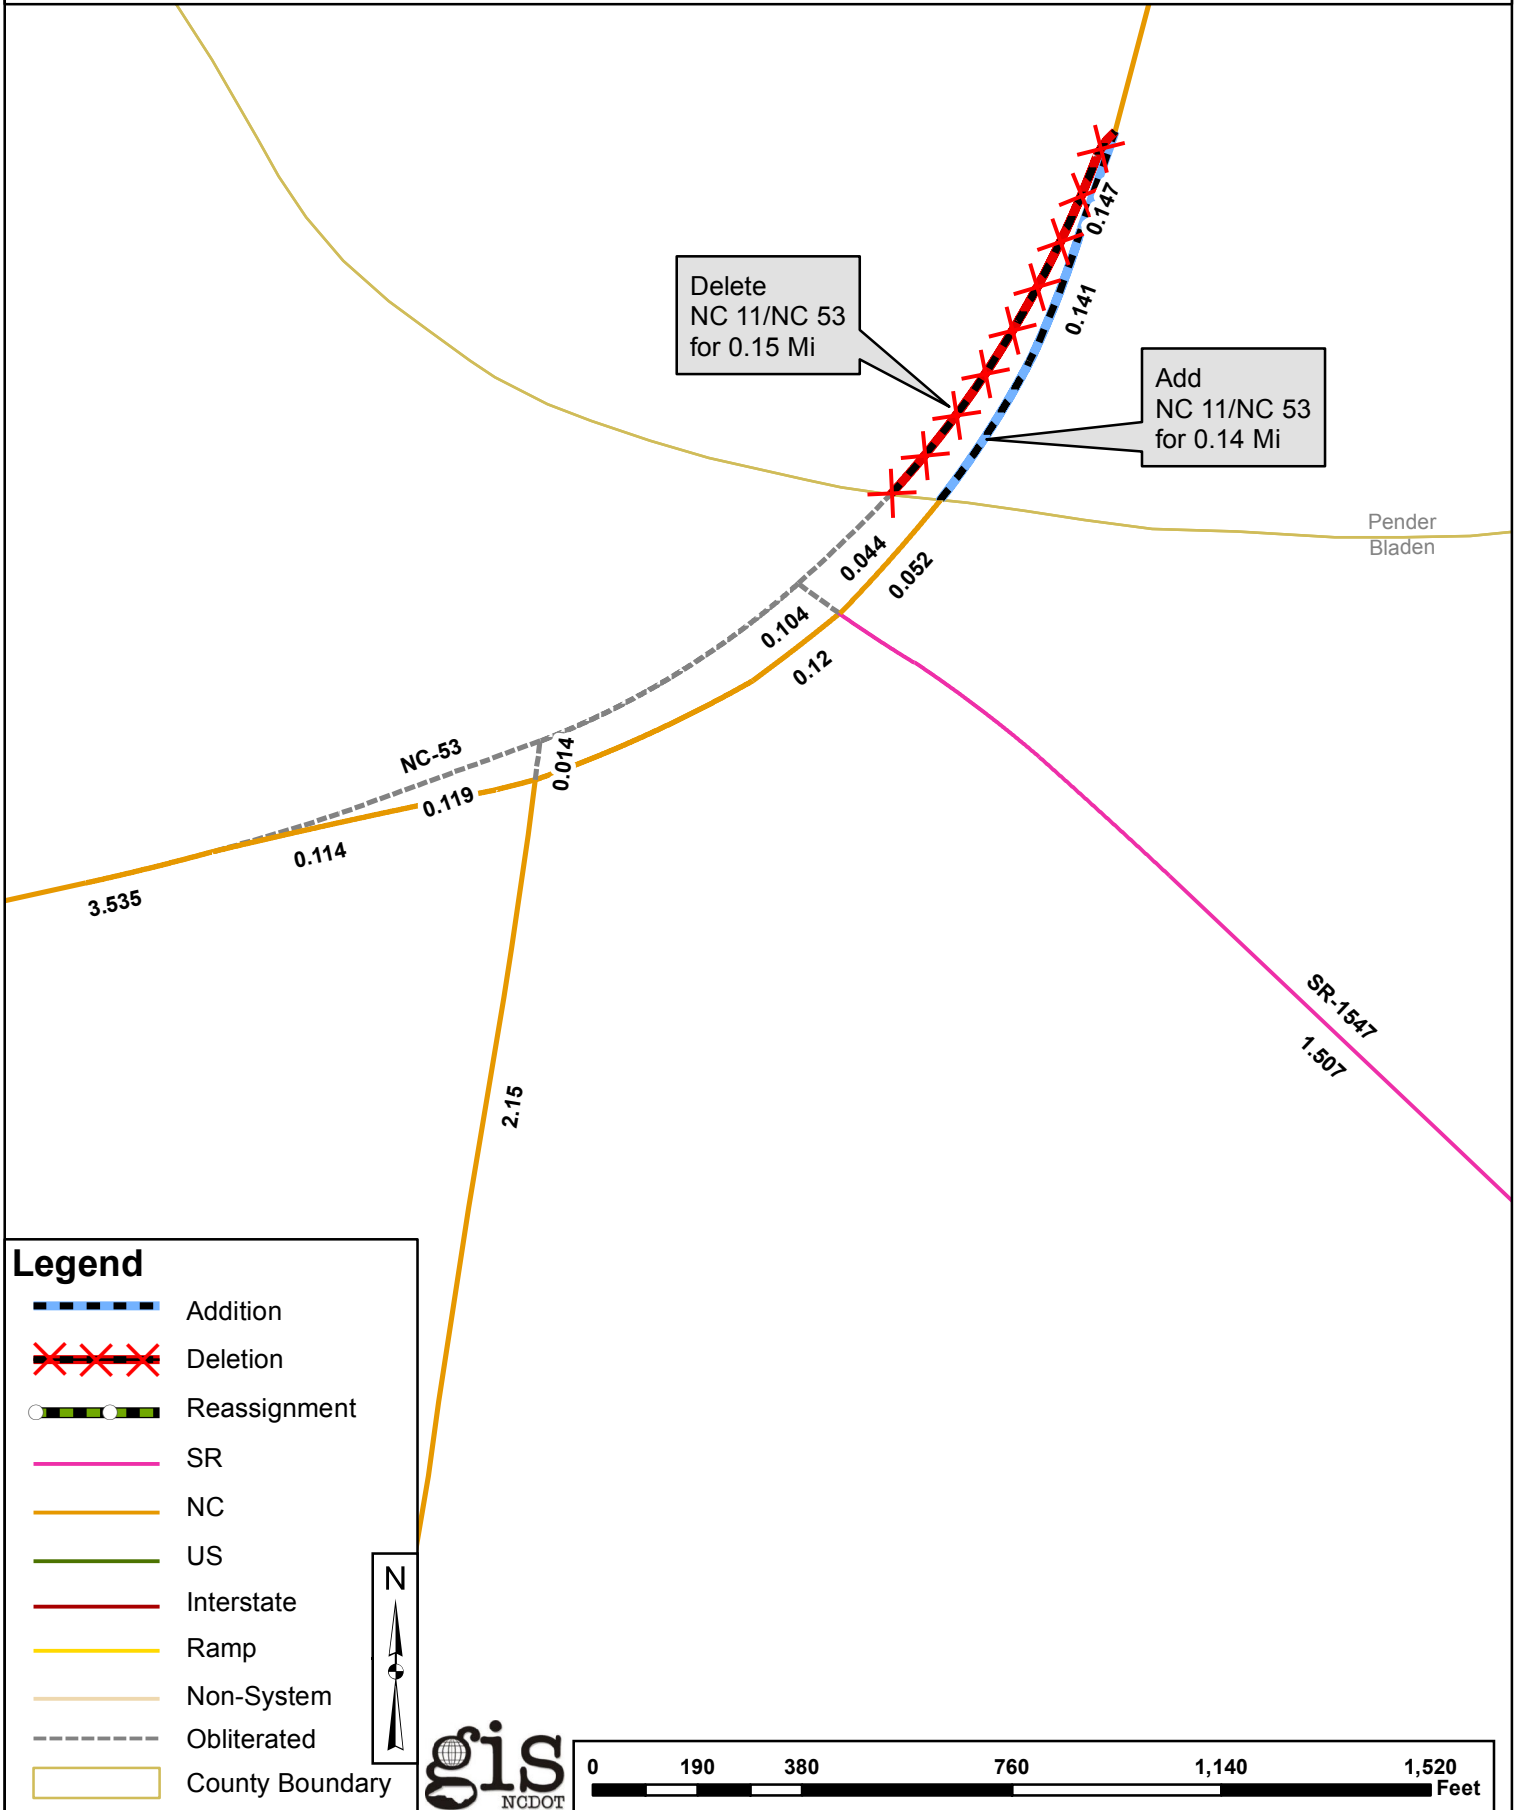 0.147
Delete
NC 11/NC 53
for 0.15 Mi
0.141
Add
NC 11/NC 53
for 0.14 Mi
Pender
Bladen
0.044
0.052
0.104
0.12
NC-53
0.014
0.119
0.114
3.535
SR-1547
1.507
2.15
Legend
Addition
Deletion
Reassignment
SR
NC
US
Interstate
Ramp
Non-System
Obliterated
County Boundary
N
gis
NCDOT
0 190 380 760 1,140 1,520
Feet